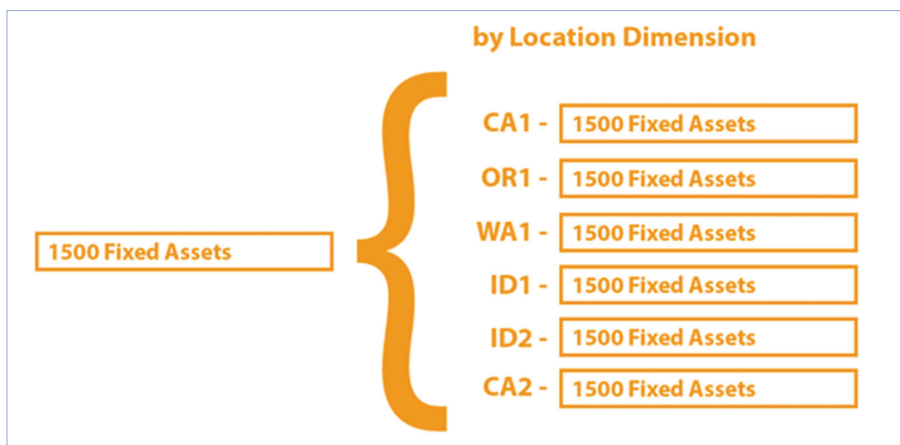 by Location Dimension
1500 Fixed Assets
CA1 - 1500 Fixed Assets
OR1 - 1500 Fixed Assets
WA1 - 1500 Fixed Assets
ID1 - 1500 Fixed Assets
ID2 - 1500 Fixed Assets
CA2 - 1500 Fixed Assets